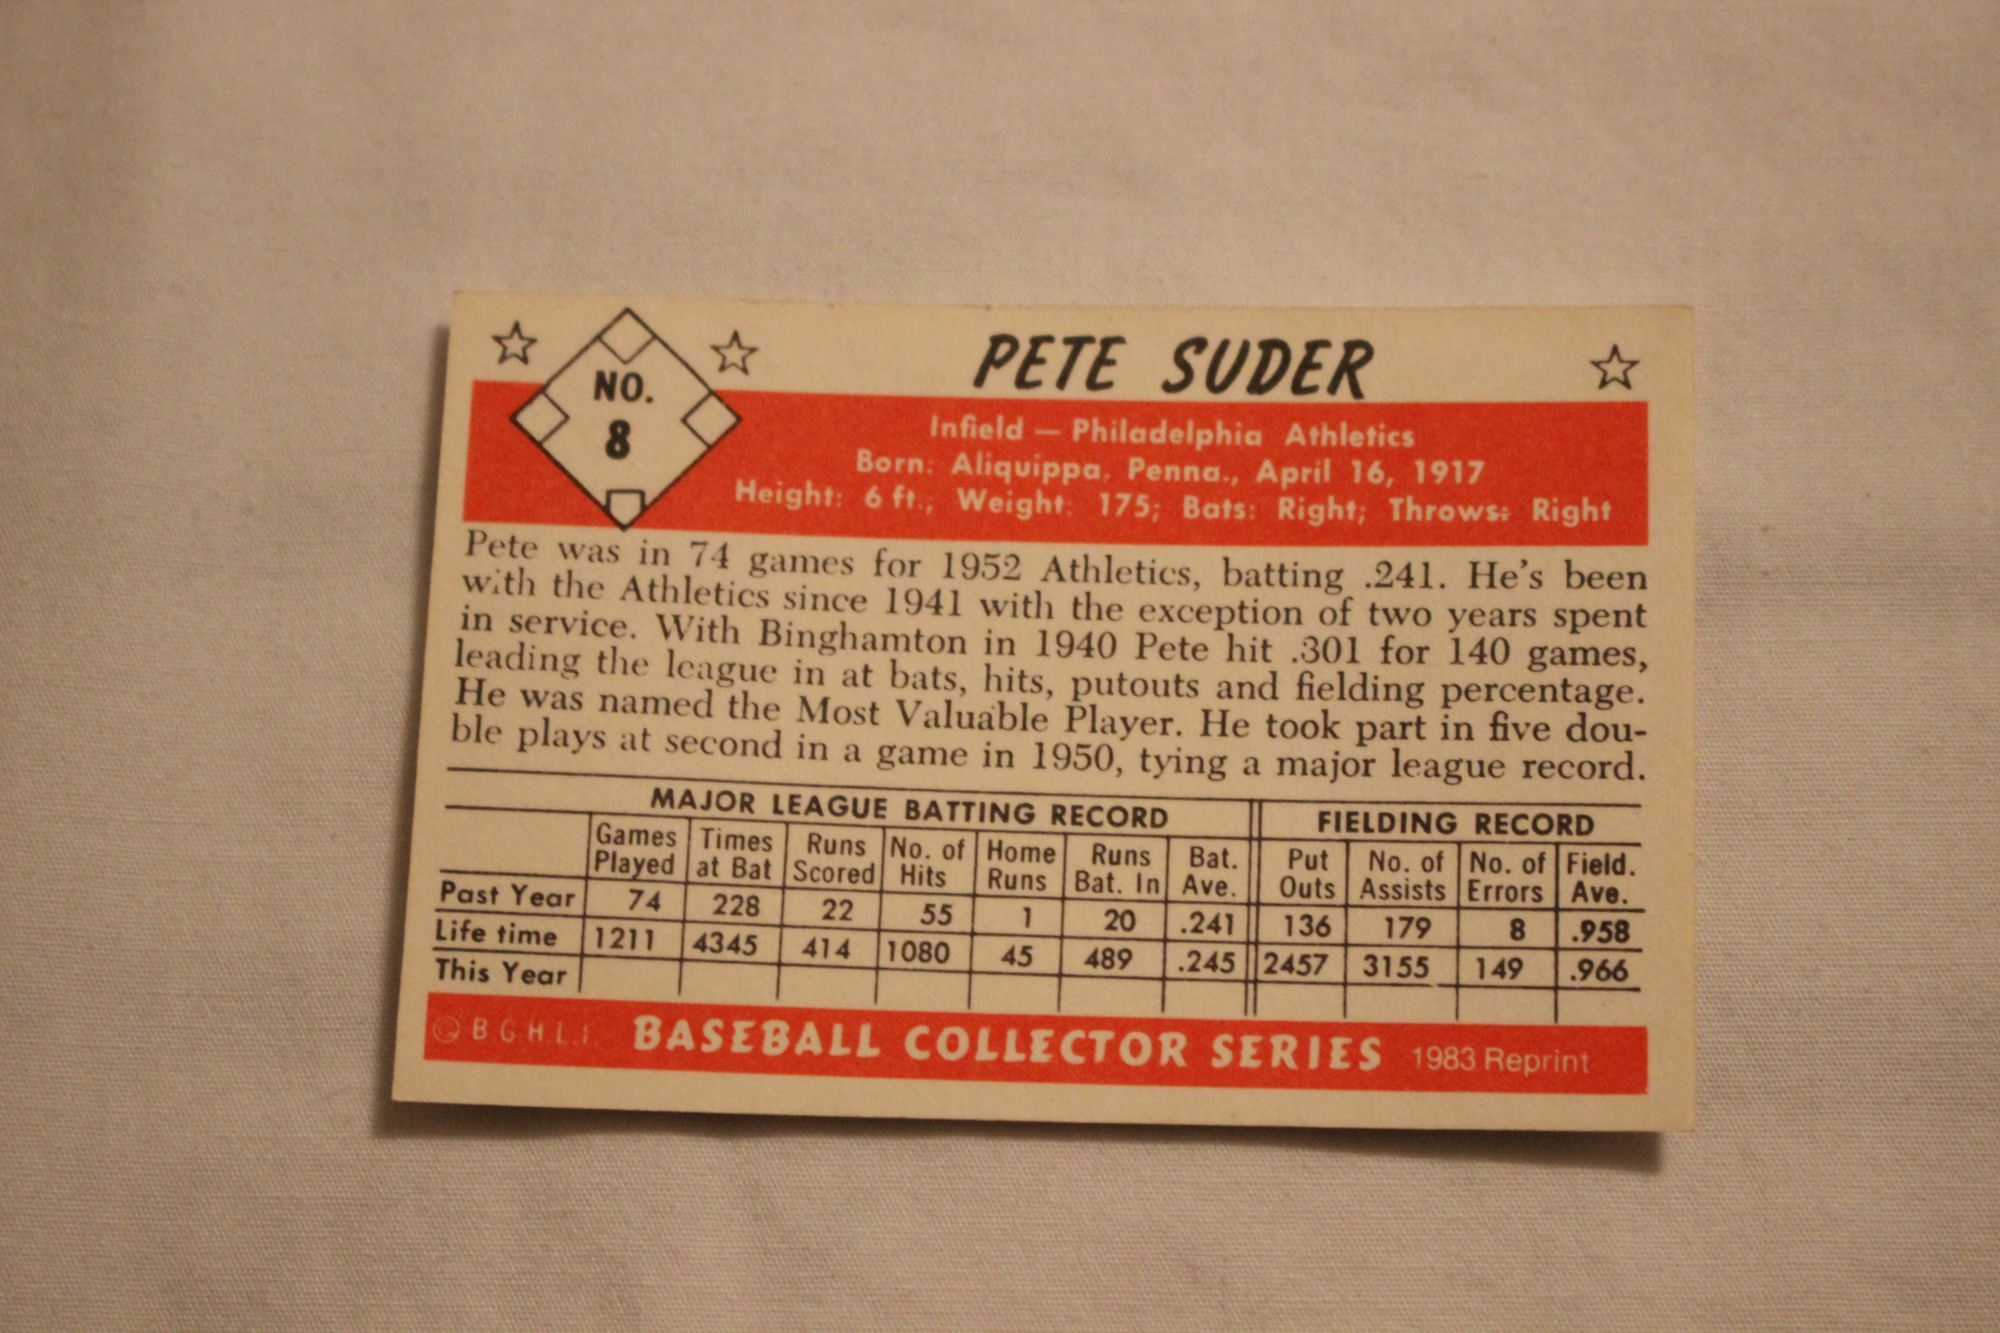 NO.
8
PETE SUDER
Infield — Philadelphia Athletics
Born: Aliquippa, Penna., April 16, 1917
Height: 6 ft.; Weight: 175; Bats: Right; Throws: Right
Pete was in 74 games for 1952 Athletics, batting .241. He's been
with the Athletics since 1941 with the exception of two years spent
in service. With Binghamton in 1940 Pete hit .301 for 140 games,
leading the league in at bats, hits, putouts and fielding percentage.
He was named the Most Valuable Player. He took part in five dou-
ble plays at second in a game in 1950, tying a major league record.
MAJOR LEAGUE BATTING RECORD FIELDING RECORD
Games Played Times at Bat Runs Scored No. of Hits Home Runs Runs Bat. In Bat. Ave. Put Outs No. of Assists No. of Errors Field. Ave.
Past Year 74 228 22 55 1 20 .241 136 179 8 .958
Life time 1211 4345 414 1080 45 489 .245 2457 3155 149 .966
This Year
© B.G.H.L.I. BASEBALL COLLECTOR SERIES 1983 Reprint